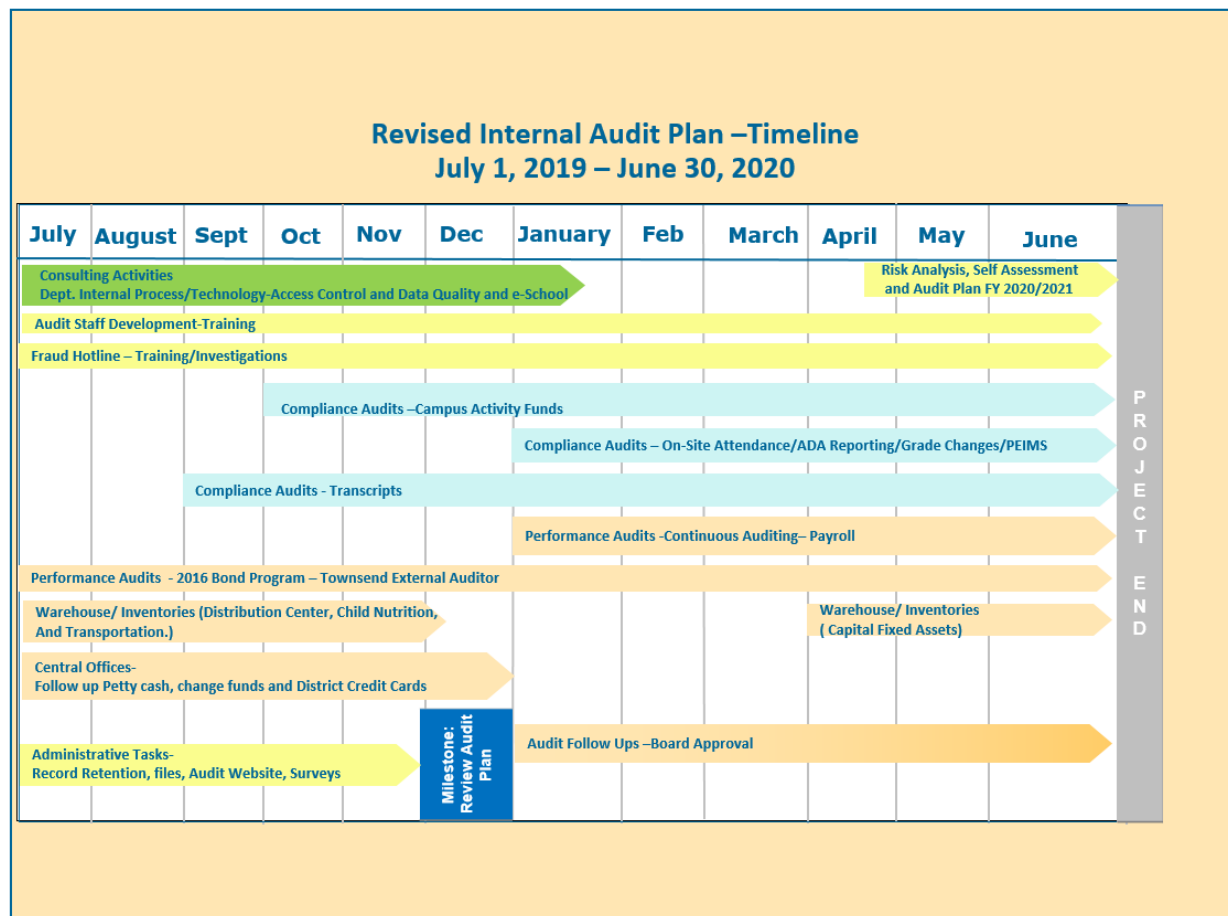 Revised Internal Audit Plan –Timeline
July 1, 2019 – June 30, 2020
July August Sept Oct Nov Dec January Feb March April May June
Consulting Activities
Dept. Internal Process/Technology-Access Control and Data Quality and e-School
Risk Analysis, Self Assessment
and Audit Plan FY 2020/2021
Audit Staff Development-Training
Fraud Hotline – Training/Investigations
Compliance Audits –Campus Activity Funds
Compliance Audits – On-Site Attendance/ADA Reporting/Grade Changes/PEIMS
Compliance Audits - Transcripts
Performance Audits -Continuous Auditing– Payroll
Performance Audits - 2016 Bond Program – Townsend External Auditor
Warehouse/ Inventories (Distribution Center, Child Nutrition,
And Transportation.)
Warehouse/ Inventories
( Capital Fixed Assets)
Central Offices-
Follow up Petty cash, change funds and District Credit Cards
Milestone:
Review Audit
Plan
Audit Follow Ups –Board Approval
Administrative Tasks-
Record Retention, files, Audit Website, Surveys
PROJECT END